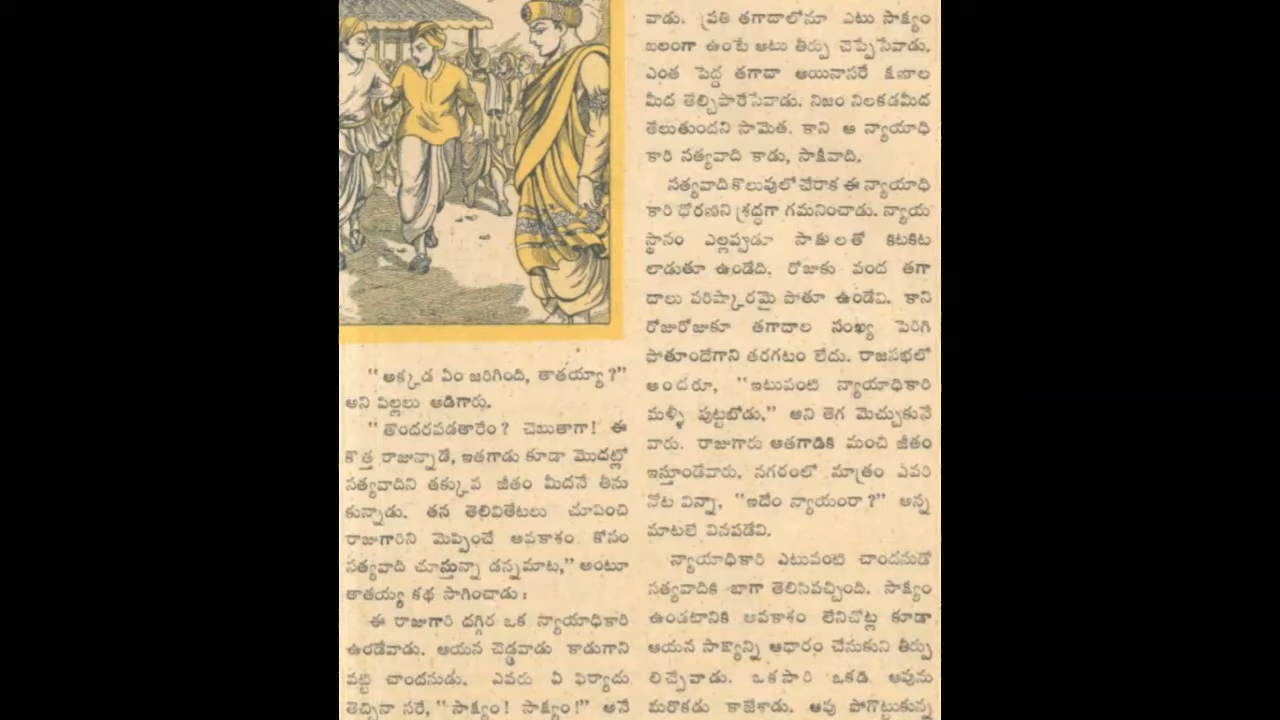 “ అక్కడ ఏం జరిగింది, తాతయ్యా ?”
అని పిల్లలు అడిగారు.
“ తొందరపడతారేం ? చెబుతాగా ! ఈ
కొత్త రాజున్నాడే, ఇతగాడు కూడా మొదట్లో
సత్యవాదిని తక్కువ జీతం మీదనే తీసు
కున్నాడు. తన తెలివితేటలు చూపించి
రాజుగారిని మెప్పించే అవకాశం కోసం
సత్యవాది చూస్తున్నా డన్నమాట,” అంటూ
తాతయ్య కథ సాగించాడు :
ఈ రాజుగారి దగ్గిర ఒక న్యాయాధికారి
ఉండేవాడు. ఆయన చెడ్డవాడు కాడుగాని
వట్టి చాందసుడు. ఎవరు ఏ ఫిర్యాదు
తెచ్చినా సరే, “ సాక్ష్యం ! సాక్ష్యం !” అనే
వాడు. ప్రతి తగాదాలోనూ ఎటు సాక్ష్యం
బలంగా ఉంటే అటు తీర్పు చెప్పేసేవాడు.
ఎంత పెద్ద తగాదా అయినాసరే క్షణాల
మీద తేల్చిపారేసేవాడు. నిజం నిలకడమీద
తేలుతుందని సామెత. కాని ఆ న్యాయాధి
కారి సత్యవాది కాడు, సాక్షీవాది.
సత్యవాదికొలువులో చేరాక ఈ న్యాయాధి
కారి ధోరణిని శ్రద్ధగా గమనించాడు. న్యాయ
స్థానం ఎల్లప్పుడూ సాక్షులతో కిటకిట
లాడుతూ ఉండేది. రోజుకు వంద తగా
దాలు పరిష్కారమై పోతూ ఉండేవి. కాని
రోజురోజుకూ తగాదాల సంఖ్య పెరిగి
పోతూందేగాని తరగటం లేదు. రాజసభలో
అందరూ, “ఇటువంటి న్యాయాధికారి
మళ్ళీ పుట్టబోడు,” అని తెగ మెచ్చుకునే
వారు. రాజుగారు అతగాడికి మంచి జీతం
ఇస్తూండేవారు. నగరంలో మాత్రం ఎవరి
నోట విన్నా, “ఇదేం న్యాయంరా ?” అన్న
మాటలే వినపడేవి.
న్యాయాధికారి ఎటువంటి చాందసుడో
సత్యవాదికి బాగా తెలిసివచ్చింది. సాక్ష్యం
ఉండటానికి అవకాశం లేనిచోట్ల కూడా
ఆయన సాక్ష్యాన్ని ఆధారం చేసుకుని తీర్పు
లిచ్చేవాడు. ఒకసారి ఒకడి ఆవును
మరొకడు కాజేశాడు. ఆవు పోగొట్టుకున్న